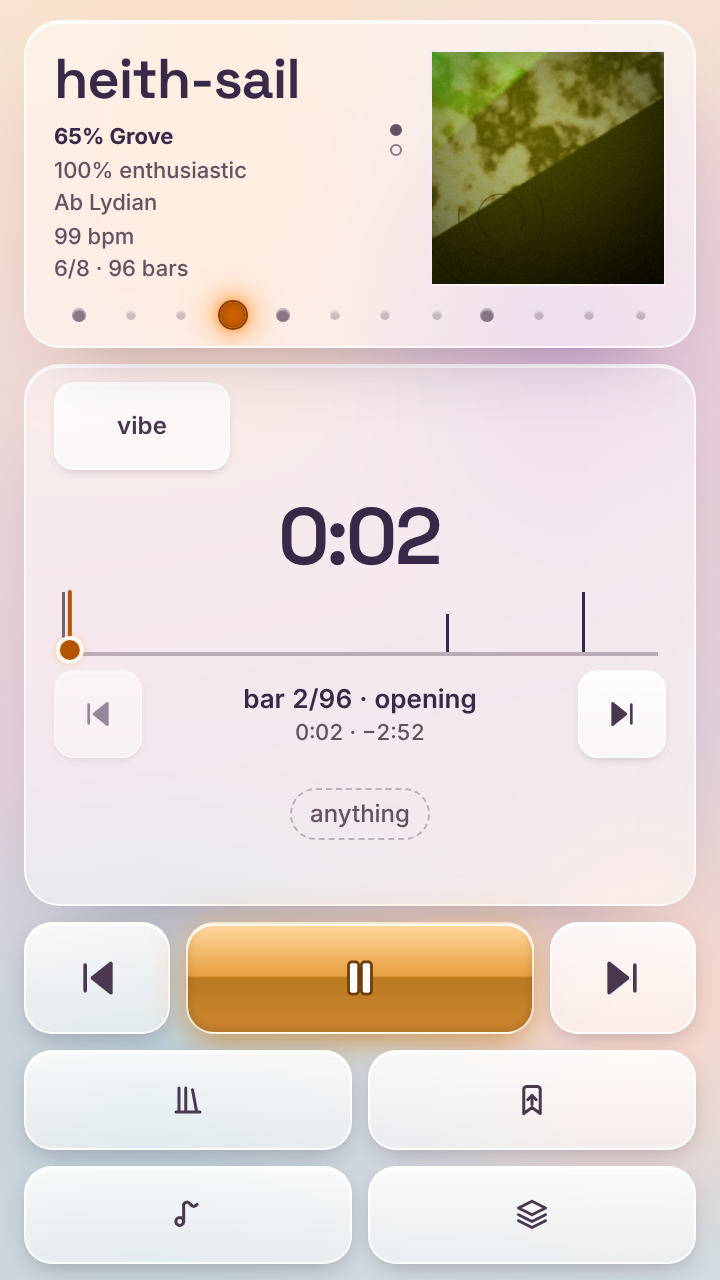 heith-sail
65% Grove
100% enthusiastic
Ab Lydian
99 bpm
6/8 · 96 bars
vibe
0:02
bar 2/96 · opening
0:02 · −2:52
anything